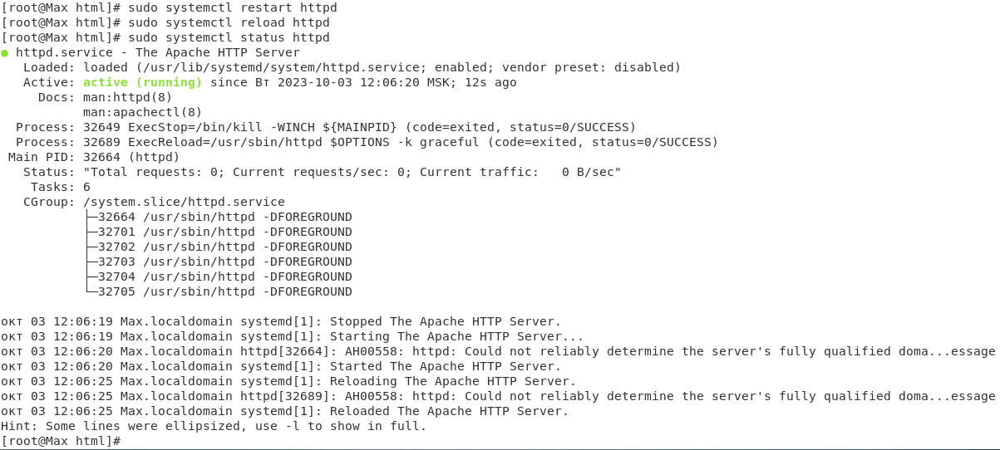 [root@Max html]# sudo systemctl restart httpd
[root@Max html]# sudo systemctl reload httpd
[root@Max html]# sudo systemctl status httpd
● httpd.service - The Apache HTTP Server
   Loaded: loaded (/usr/lib/systemd/system/httpd.service; enabled; vendor preset: disabled)
   Active: active (running) since Вт 2023-10-03 12:06:20 MSK; 12s ago
     Docs: man:httpd(8)
           man:apachectl(8)
  Process: 32649 ExecStop=/bin/kill -WINCH ${MAINPID} (code=exited, status=0/SUCCESS)
  Process: 32689 ExecReload=/usr/sbin/httpd $OPTIONS -k graceful (code=exited, status=0/SUCCESS)
 Main PID: 32664 (httpd)
   Status: "Total requests: 0; Current requests/sec: 0; Current traffic:   0 B/sec"
    Tasks: 6
   CGroup: /system.slice/httpd.service
           ├─32664 /usr/sbin/httpd -DFOREGROUND
           ├─32701 /usr/sbin/httpd -DFOREGROUND
           ├─32702 /usr/sbin/httpd -DFOREGROUND
           ├─32703 /usr/sbin/httpd -DFOREGROUND
           ├─32704 /usr/sbin/httpd -DFOREGROUND
           └─32705 /usr/sbin/httpd -DFOREGROUND

окт 03 12:06:19 Max.localdomain systemd[1]: Stopped The Apache HTTP Server.
окт 03 12:06:19 Max.localdomain systemd[1]: Starting The Apache HTTP Server...
окт 03 12:06:20 Max.localdomain httpd[32664]: AH00558: httpd: Could not reliably determine the server's fully qualified doma...essage
окт 03 12:06:20 Max.localdomain systemd[1]: Started The Apache HTTP Server.
окт 03 12:06:25 Max.localdomain systemd[1]: Reloading The Apache HTTP Server.
окт 03 12:06:25 Max.localdomain httpd[32689]: AH00558: httpd: Could not reliably determine the server's fully qualified doma...essage
окт 03 12:06:25 Max.localdomain systemd[1]: Reloaded The Apache HTTP Server.
Hint: Some lines were ellipsized, use -l to show in full.
[root@Max html]#